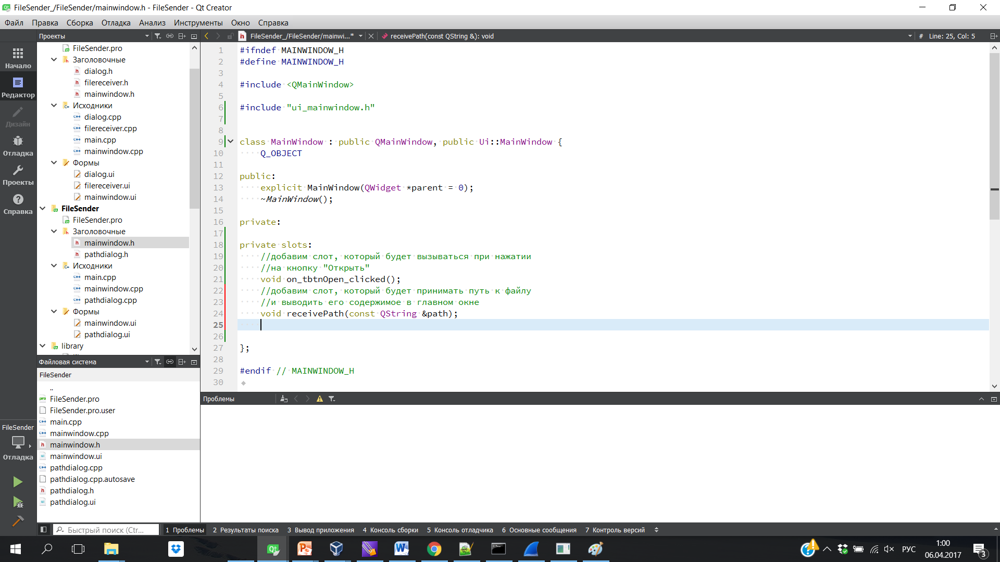 FileSender_/FileSender/mainwindow.h - FileSender - Qt Creator
Файл Правка Сборка Отладка Анализ Инструменты Окно Справка
Проекты
FileSender_/FileSender/mainwi...*
receivePath(const QString &): void
# Line: 25, Col: 5
Начало
Редактор
Дизайн
Отладка
Проекты
Справка
FileSender.pro
Заголовочные
dialog.h
filereceiver.h
mainwindow.h
Исходники
dialog.cpp
filereceiver.cpp
main.cpp
mainwindow.cpp
Формы
dialog.ui
filereceiver.ui
mainwindow.ui
FileSender
FileSender.pro
Заголовочные
mainwindow.h
pathdialog.h
Исходники
main.cpp
mainwindow.cpp
pathdialog.cpp
Формы
mainwindow.ui
pathdialog.ui
library
1 #ifndef MAINWINDOW_H
2 #define MAINWINDOW_H
3
4 #include <QMainWindow>
5
6 #include "ui_mainwindow.h"
7
8
9 class MainWindow : public QMainWindow, public Ui::MainWindow {
10 Q_OBJECT
11
12 public:
13 explicit MainWindow(QWidget *parent = 0);
14 ~MainWindow();
15
16 private:
17
18 private slots:
19 //добавим слот, который будет вызываться при нажатии
20 //на кнопку "Открыть"
21 void on_tbtnOpen_clicked();
22 //добавим слот, который будет принимать путь к файлу
23 //и выводить его содержимое в главном окне
24 void receivePath(const QString &path);
25
26
27 };
28
29 #endif // MAINWINDOW_H
30
Файловая система
FileSender
..
FileSender.pro
FileSender.pro.user
main.cpp
mainwindow.cpp
mainwindow.h
mainwindow.ui
pathdialog.cpp
pathdialog.cpp.autosave
pathdialog.h
pathdialog.ui
FileSender
Отладка
Проблемы
Быстрый поиск (Ctr...
1 Проблемы 2 Результаты поиска 3 Вывод приложения 4 Консоль сборки 5 Консоль отладчика 6 Основные сообщения 7 Контроль версий
РУС
1:00
06.04.2017
3